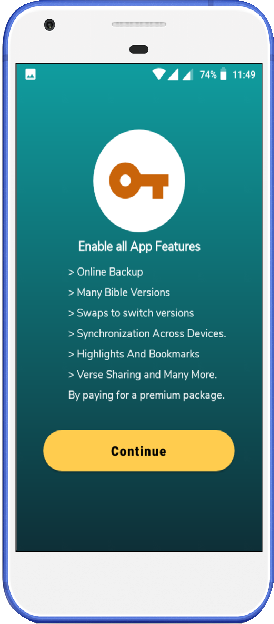 74% 11:49
Enable all App Features
> Online Backup
> Many Bible Versions
> Swaps to switch versions
> Synchronization Across Devices.
> Highlights And Bookmarks
> Verse Sharing and Many More.
By paying for a premium package.
Continue